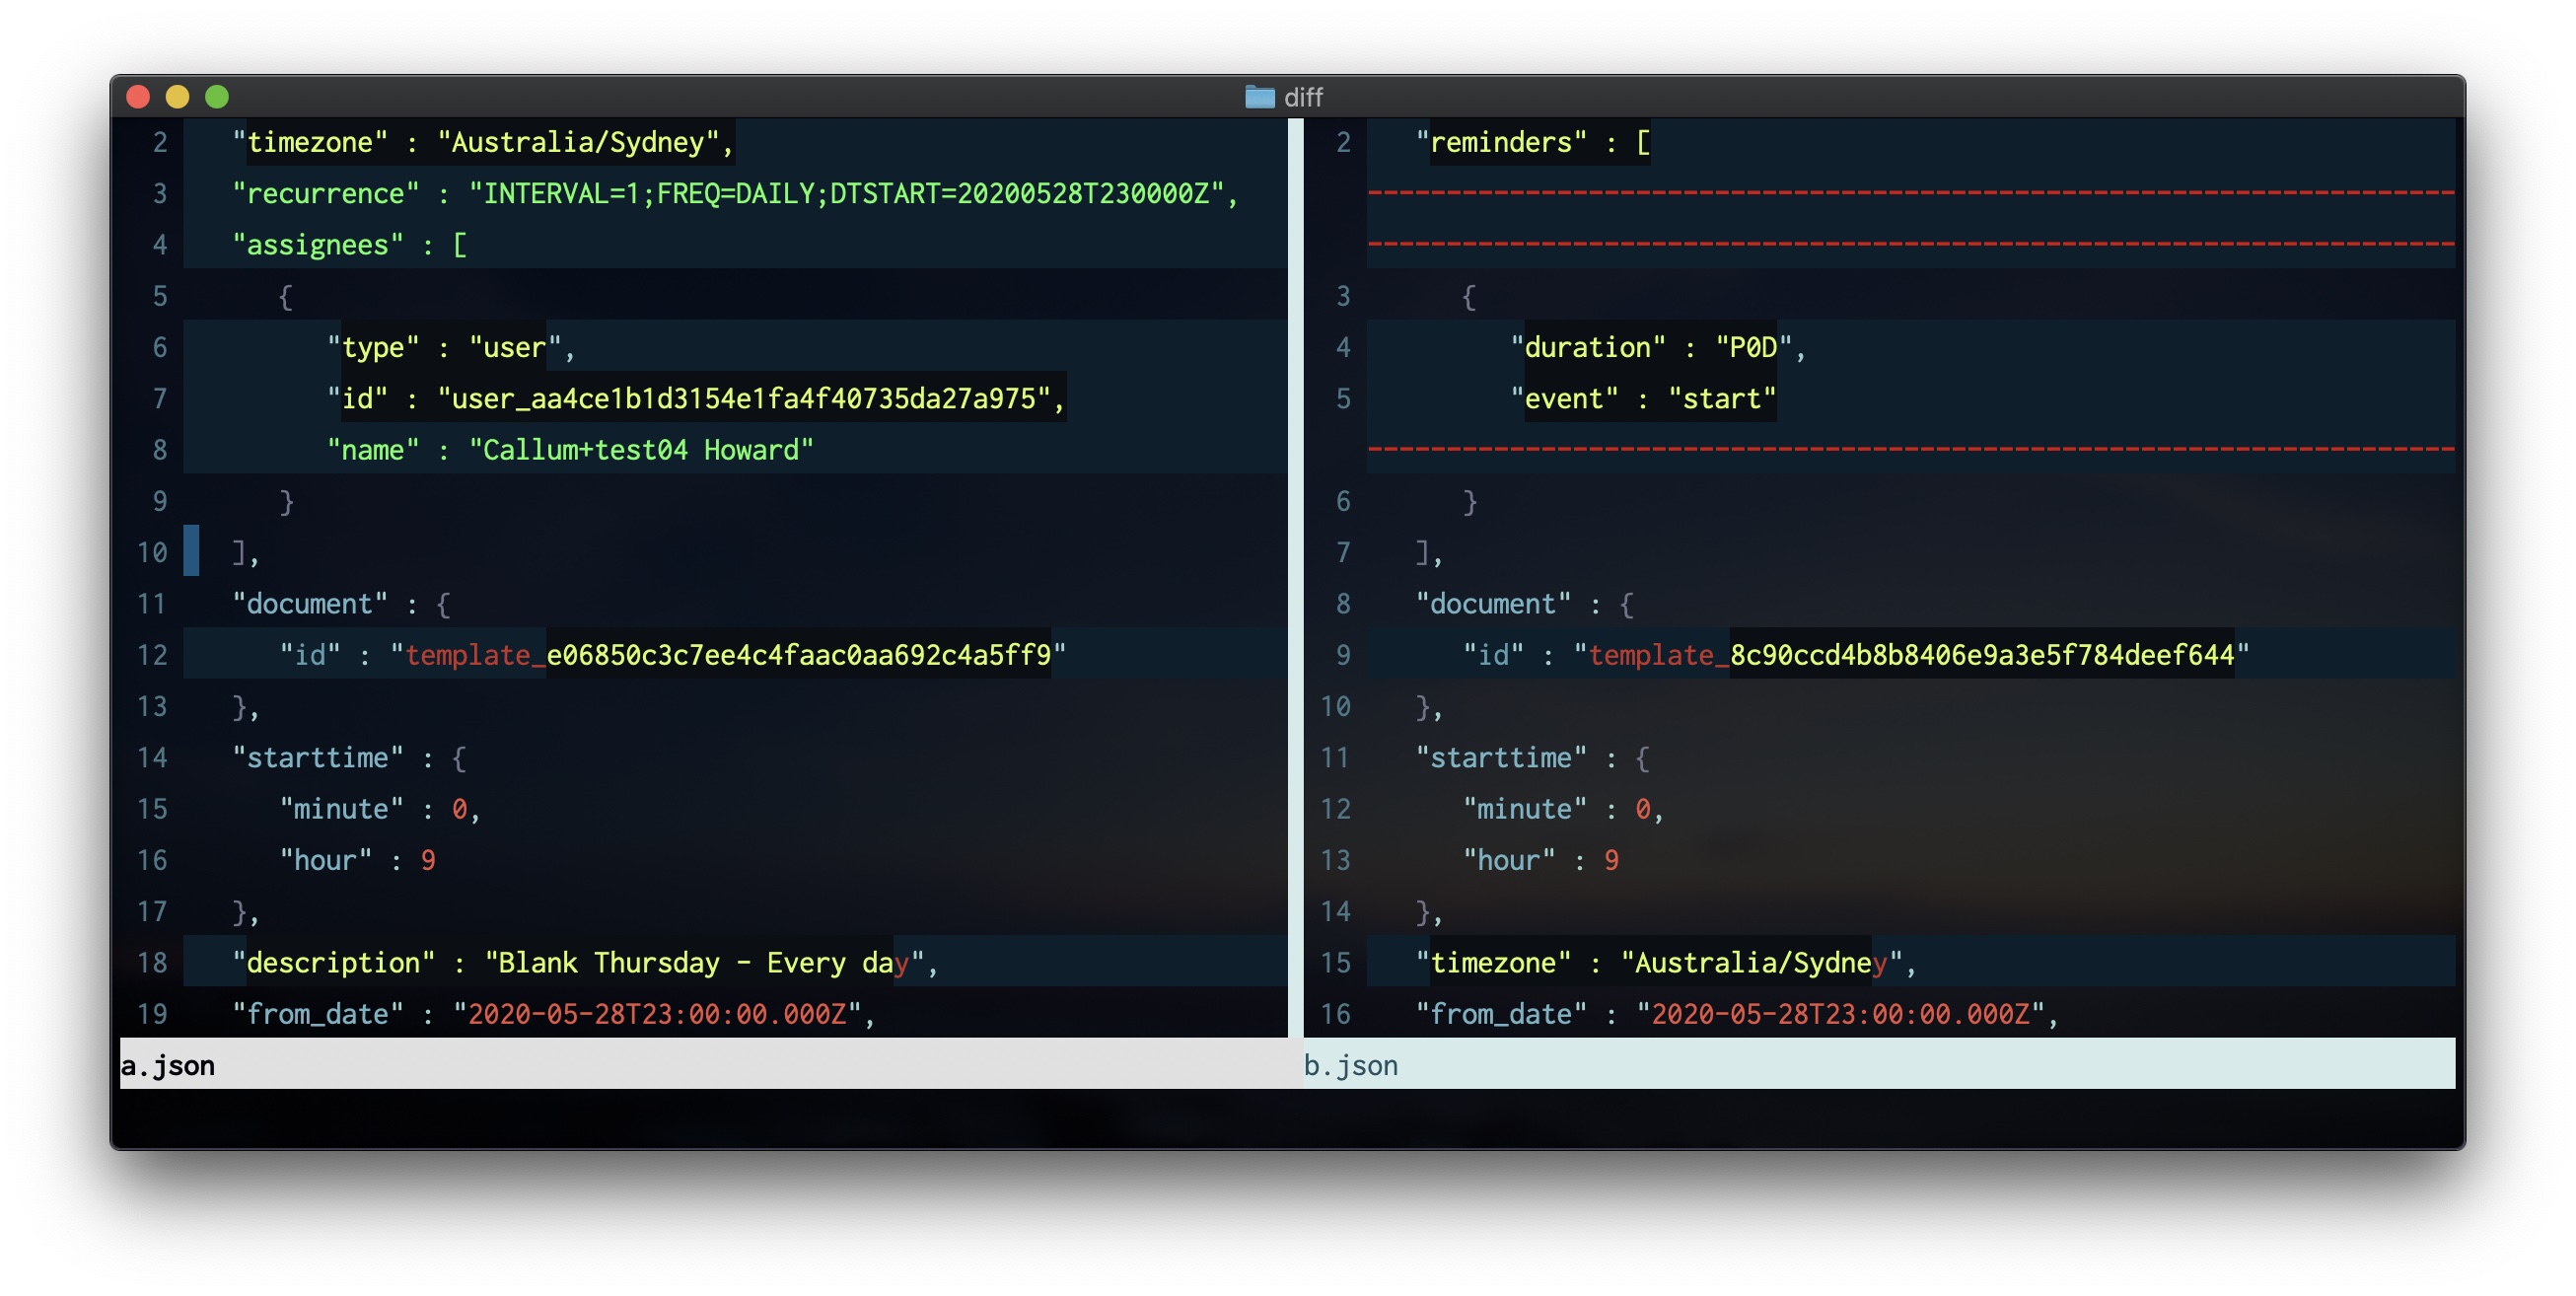 diff
2 "timezone" : "Australia/Sydney",
3 "recurrence" : "INTERVAL=1;FREQ=DAILY;DTSTART=20200528T230000Z",
4 "assignees" : [
5 {
6 "type" : "user",
7 "id" : "user_aa4ce1b1d3154e1fa4f40735da27a975",
8 "name" : "Callum+test04 Howard"
9 }
10 ],
11 "document" : {
12 "id" : "template_e06850c3c7ee4c4faac0aa692c4a5ff9"
13 },
14 "starttime" : {
15 "minute" : 0,
16 "hour" : 9
17 },
18 "description" : "Blank Thursday - Every day",
19 "from_date" : "2020-05-28T23:00:00.000Z",
a.json
2 "reminders" : [
3 {
4 "duration" : "P0D",
5 "event" : "start"
6 }
7 ],
8 "document" : {
9 "id" : "template_8c90ccd4b8b8406e9a3e5f784deef644"
10 },
11 "starttime" : {
12 "minute" : 0,
13 "hour" : 9
14 },
15 "timezone" : "Australia/Sydney",
16 "from_date" : "2020-05-28T23:00:00.000Z",
b.json